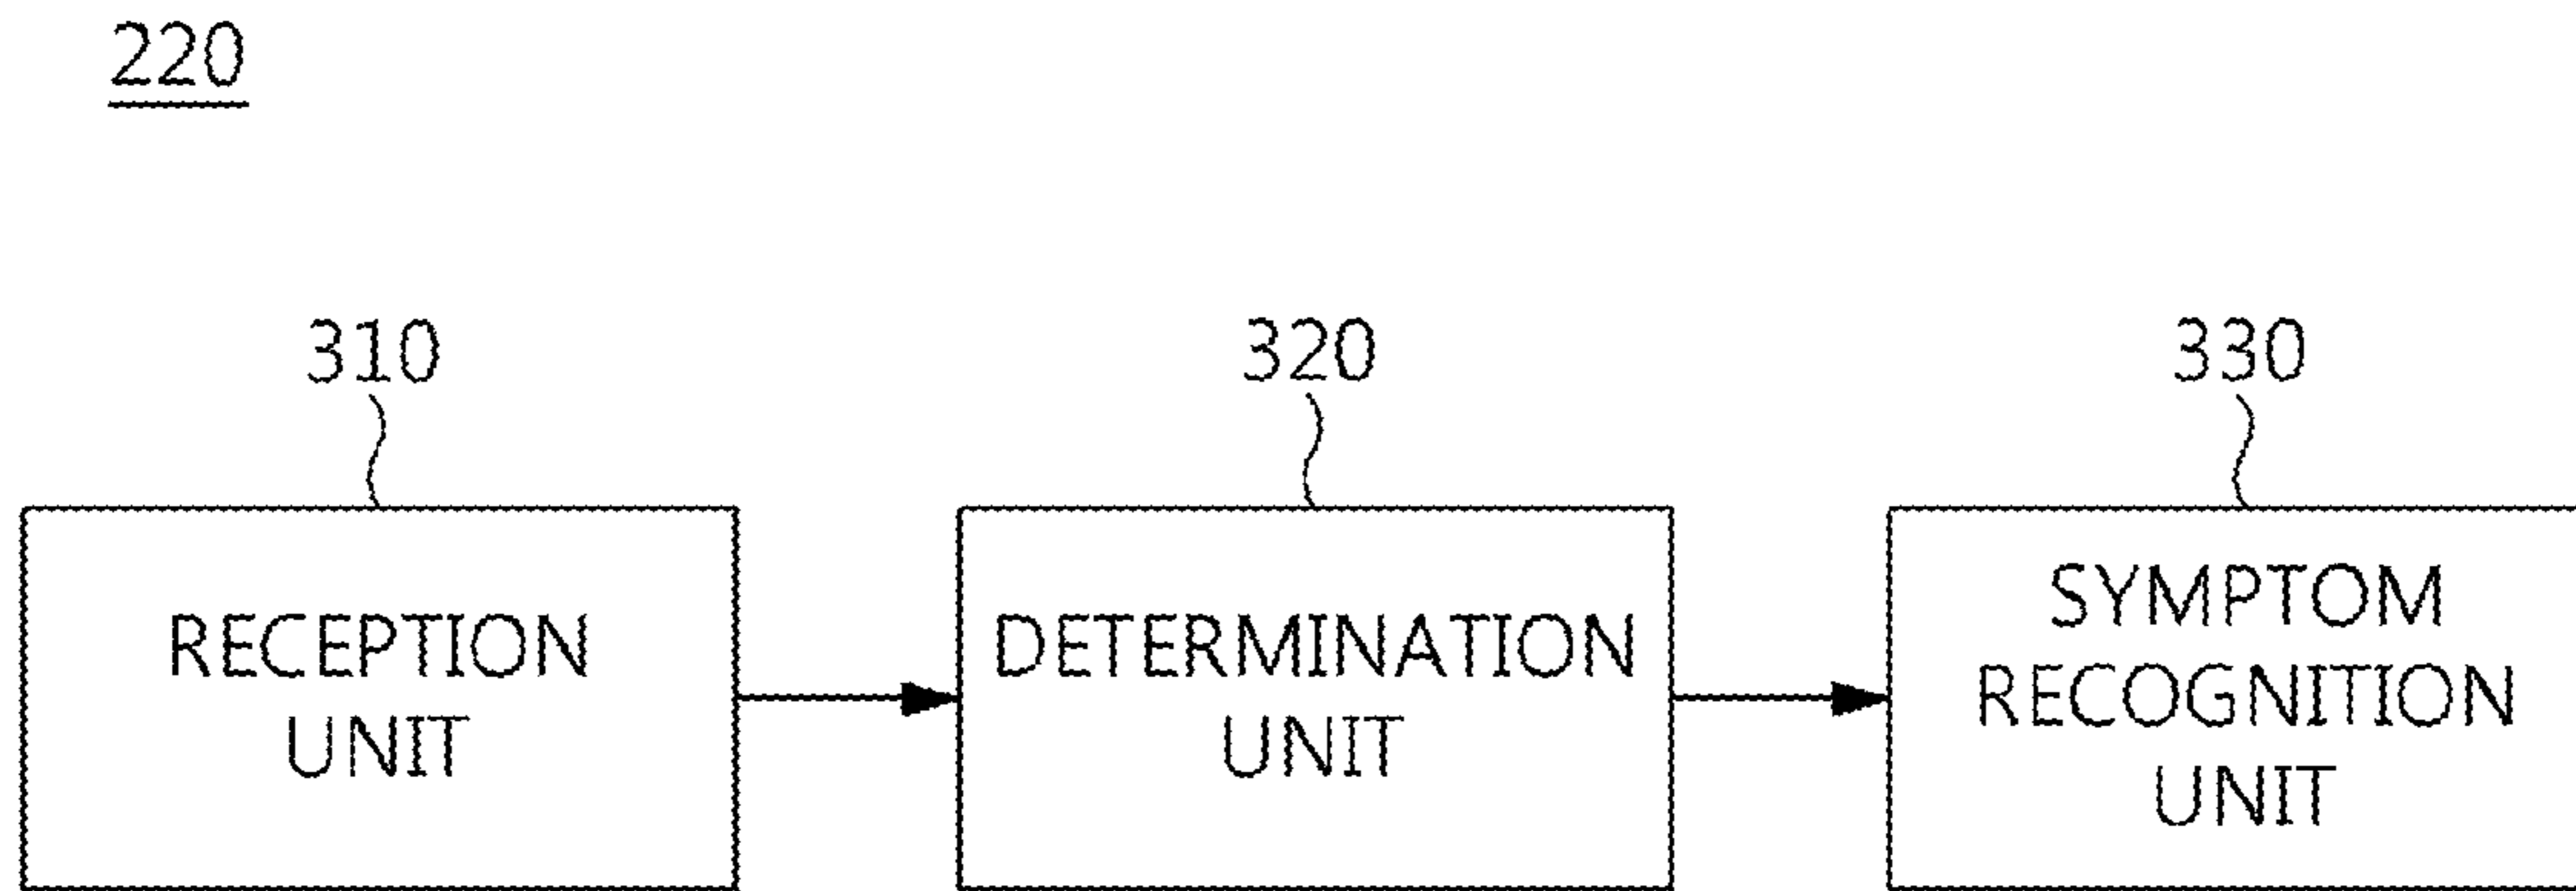 220
310
320
330
RECEPTION
UNIT
DETERMINATION
UNIT
SYMPTOM
RECOGNITION
UNIT